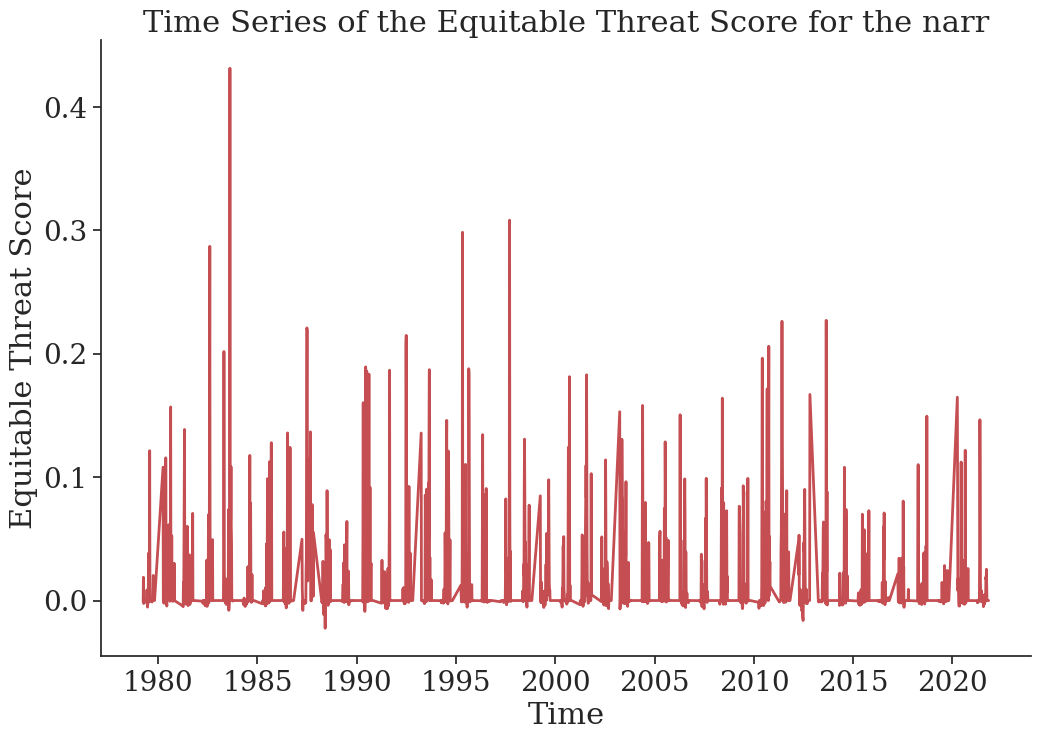 Time Series of the Equitable Threat Score for the narr
Equitable Threat Score
0.4
0.3
0.2
0.1
0.0
1980 1985 1990 1995 2000 2005 2010 2015 2020
Time